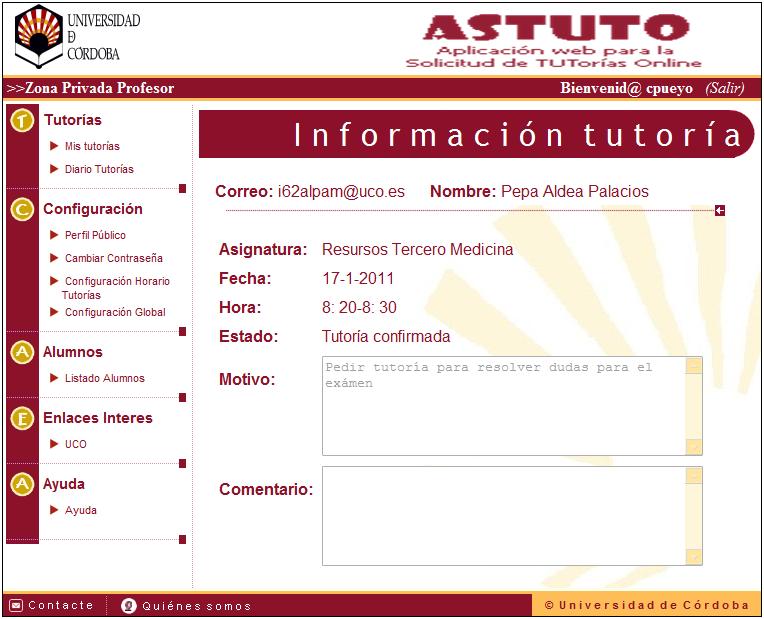 UNIVERSIDAD
Đ
CÓRDOBA
ASTUTO
Aplicación web para la
Solicitud de TUTorías Online
>>Zona Privada Profesor
Bienvenid@ cpueyo (Salir)
T Tutorías
Mis tutorías
Diario Tutorías
C Configuración
Perfil Público
Cambiar Contraseña
Configuración Horario
Tutorías
Configuración Global
A Alumnos
Listado Alumnos
E Enlaces Interes
UCO
A Ayuda
Ayuda
Información tutoría
Correo: i62alpam@uco.es Nombre: Pepa Aldea Palacios
Asignatura: Resursos Tercero Medicina
Fecha: 17-1-2011
Hora: 8: 20-8: 30
Estado: Tutoría confirmada
Motivo: Pedir tutoría para resolver dudas para el
exámen
Comentario:
Contacte Quiénes somos
© Universidad de Córdoba